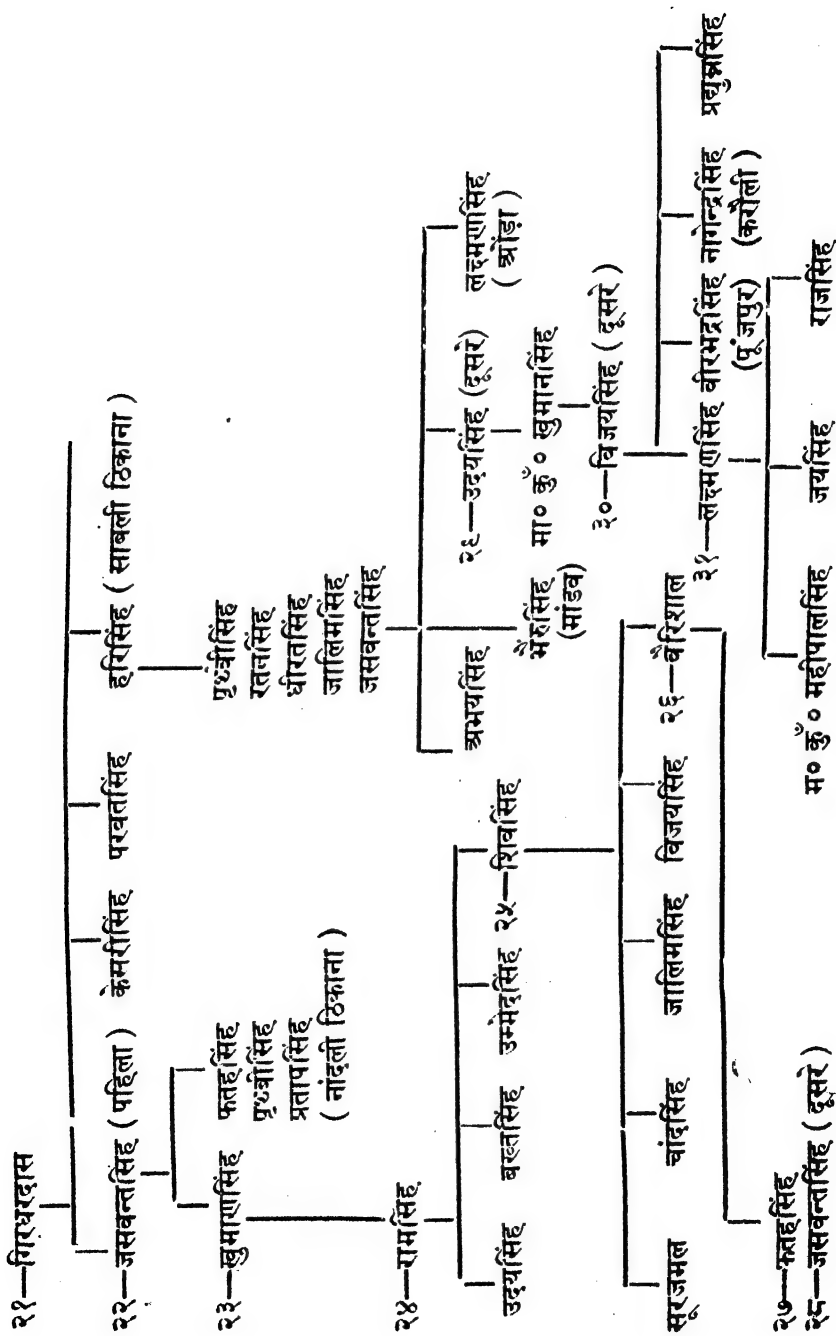 २१—गिरधरदास
२२—जसवन्तसिंह ( पहिला ) केसरीसिंह परवतसिंह हरिसिंह ( साबली ठिकाना )
२३—खुमाणसिंह फतहसिंह
पृथ्वीसिंह
प्रतापसिंह
( नांदली ठिकाना )
पृथ्वीसिंह
रतनसिंह
धीरतसिंह
जालिमसिंह
जसवन्तसिंह
२४—रामसिंह
उदयसिंह बख्तसिंह उम्मेदसिंह २५—शिवसिंह
अभयसिंह भैरुसिंह २९—उदयसिंह (दूसरे) लक्ष्मणसिंह
(मांडव) ( ओड़ा )
मा० कुँ० खुमानसिंह
३०—विजयसिंह ( दूसरे )
सूरजमल चांदसिंह जालिमसिंह विजयसिंह २६—वैरिशाल
३१—लक्ष्मणसिंह वीरभद्रसिंह नागेन्द्रसिंह प्रद्युम्नसिंह
(पूंजपुर) (करौली )
२७—फतहसिंह
२८—जसवन्तसिंह ( दूसरे )
म० कुँ० महीपालसिंह जयसिंह राजसिंह